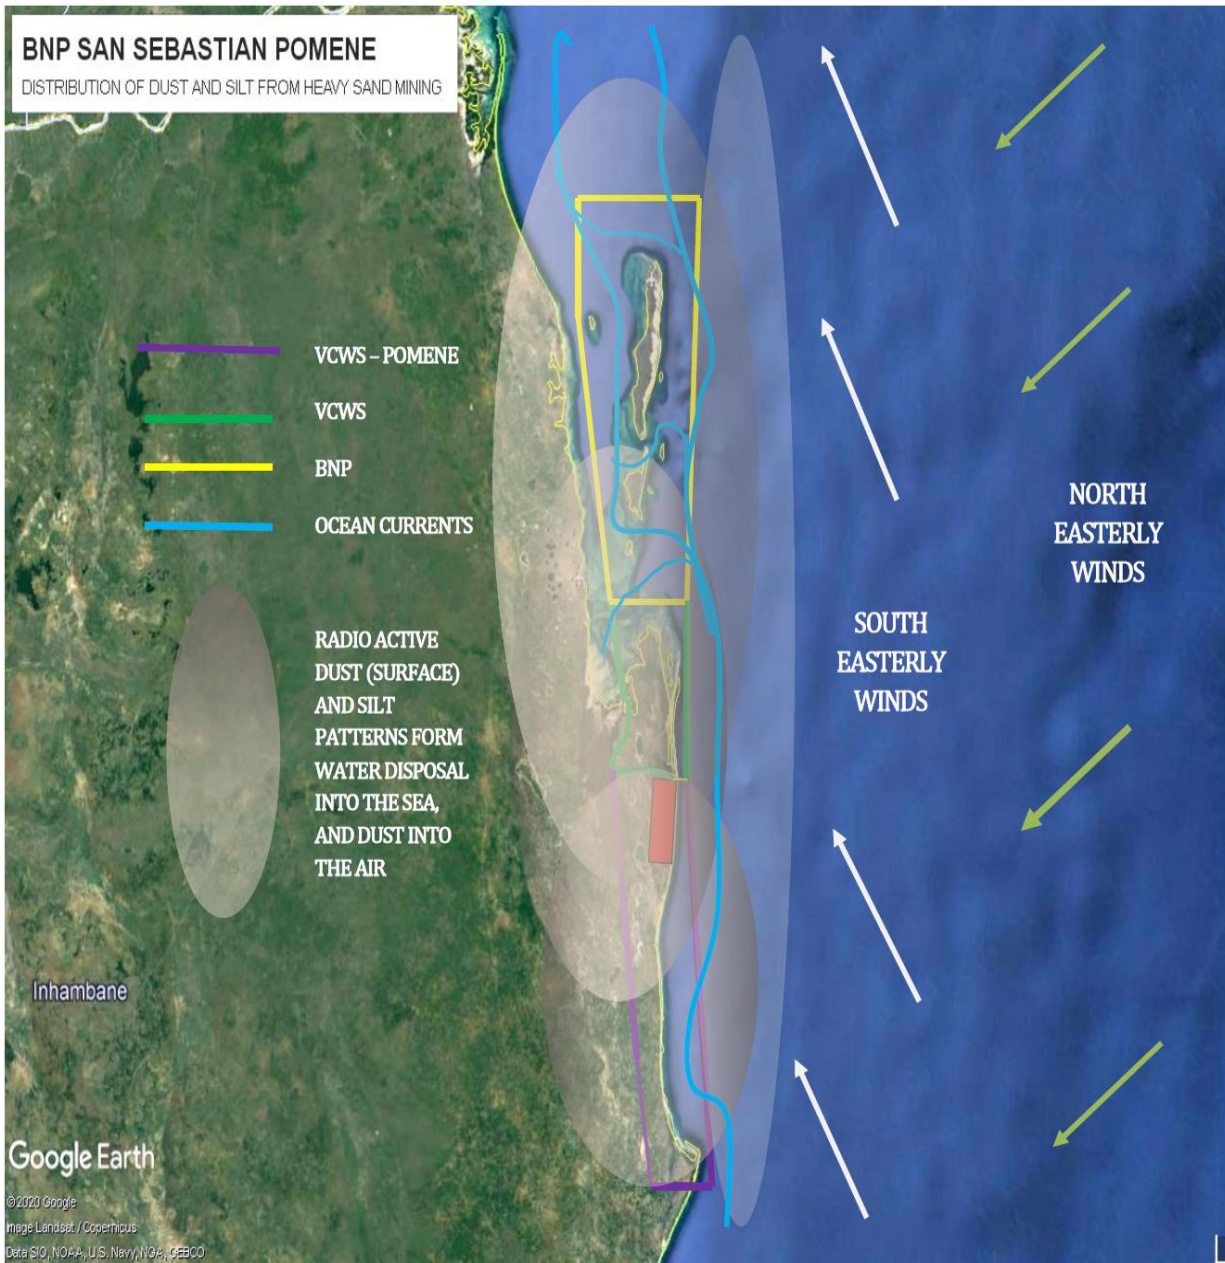 BNP SAN SEBASTIAN POMENE
DISTRIBUTION OF DUST AND SILT FROM HEAVY SAND MINING
VCWS – POMENE
VCWS
BNP
OCEAN CURRENTS
RADIO ACTIVE
DUST (SURFACE)
AND SILT
PATTERNS FORM
WATER DISPOSAL
INTO THE SEA,
AND DUST INTO
THE AIR
NORTH
EASTERLY
WINDS
SOUTH
EASTERLY
WINDS
Inhambane
Google Earth
©2020 Google
Image Landsat / Copernicus
Data SIO, NOAA, U.S. Navy, NGA, GEBCO